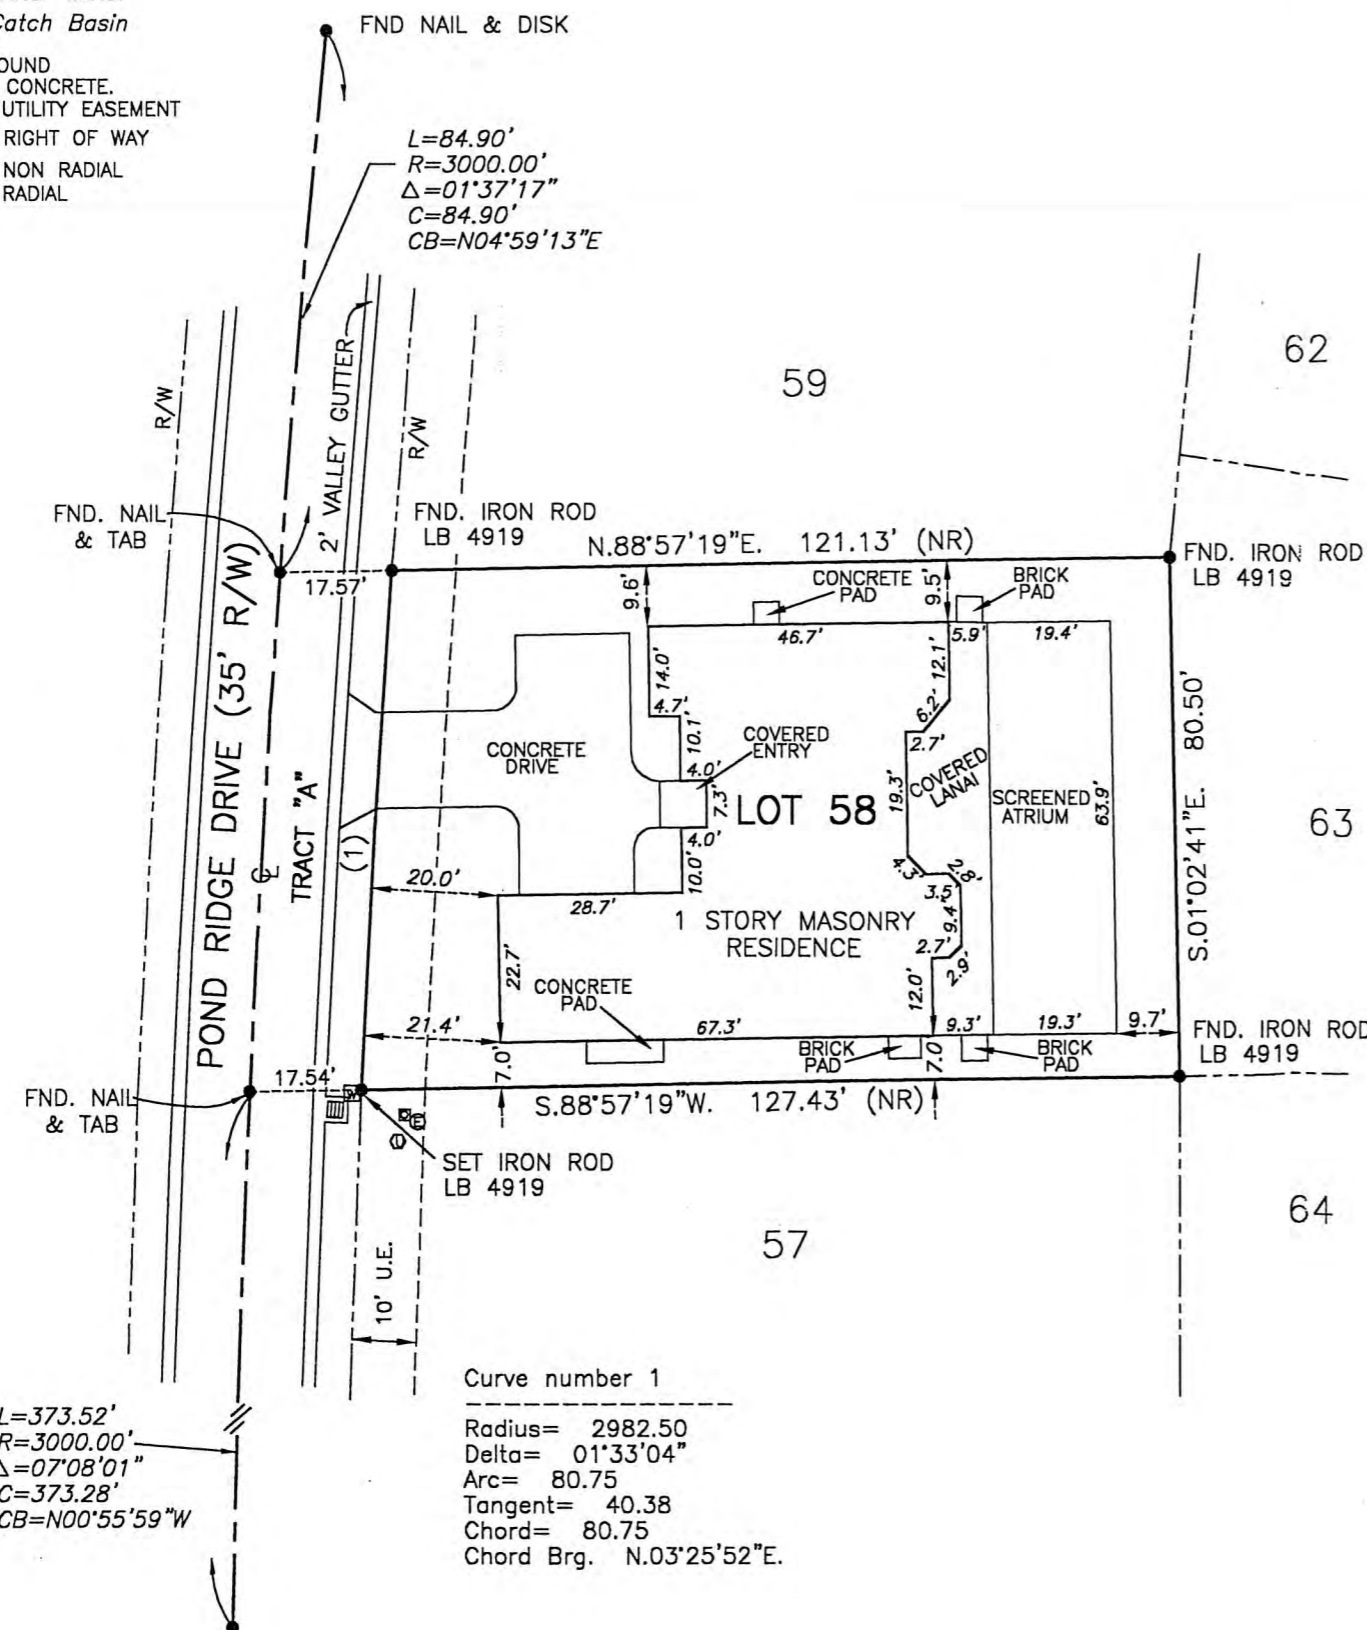 Catch Basin
CONCRETE.
UTILITY EASEMENT
RIGHT OF WAY
NON RADIAL
RADIAL
FND NAIL & DISK
L=84.90'
R=3000.00'
Δ=01°37'17"
C=84.90'
CB=N04°59'13"E
62
59
R/W
2' VALLEY GUTTER
R/W
FND. NAIL
& TAB
FND. IRON ROD
LB 4919
N.88°57'19"E. 121.13' (NR)
FND. IRON ROD
LB 4919
17.57'
9.6'
CONCRETE
PAD
9.5'
BRICK
PAD
46.7'
5.9'
19.4'
14.0'
12.1'
4.7'
6.2'
10.1'
2.7'
COVERED
ENTRY
CONCRETE
DRIVE
4.0'
7.3'
LOT 58
19.3'
COVERED
LANAI
SCREENED
ATRIUM
63.9'
S.01°02'41"E. 80.50'
63
POND RIDGE DRIVE (35' R/W)
TRACT "A"
(1)
4.0'
10.0'
4.3'
2.8'
3.5'
9.4'
20.0'
28.7'
1 STORY MASONRY
RESIDENCE
2.7'
2.9'
22.7'
12.0'
CONCRETE
PAD
21.4'
67.3'
9.3'
19.3'
9.7'
FND. IRON ROD
LB 4919
7.0'
BRICK
PAD
7.0'
BRICK
PAD
17.54'
FND. NAIL
& TAB
S.88°57'19"W. 127.43' (NR)
E
SET IRON ROD
LB 4919
57
64
10' U.E.
L=373.52'
R=3000.00'
Δ=07°08'01"
C=373.28'
CB=N00°55'59"W
Curve number 1
Radius= 2982.50
Delta= 01°33'04"
Arc= 80.75
Tangent= 40.38
Chord= 80.75
Chord Brg. N.03°25'52"E.